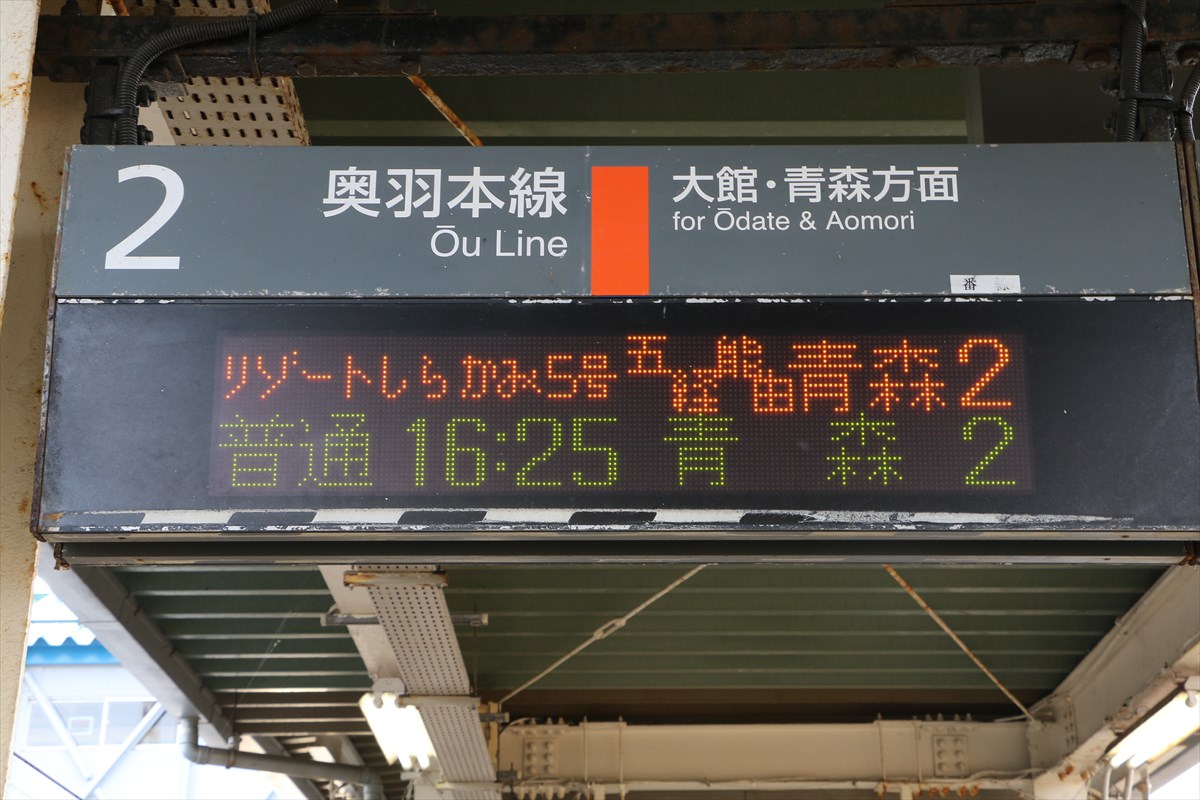 2 奥羽本線 大館・青森方面
Ōu Line for Ōdate & Aomori
番
リゾートしらかみ5号 五能経由 青森 2
普通 16:25 青 森 2